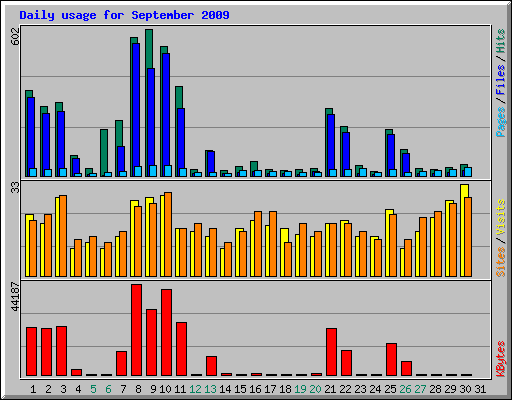 Daily usage for September 2009
602
Pages / Files / Hits
33
Sites / Visits
44187
KBytes
1 2 3 4 5 6 7 8 9 10 11 12 13 14 15 16 17 18 19 20 21 22 23 24 25 26 27 28 29 30 31